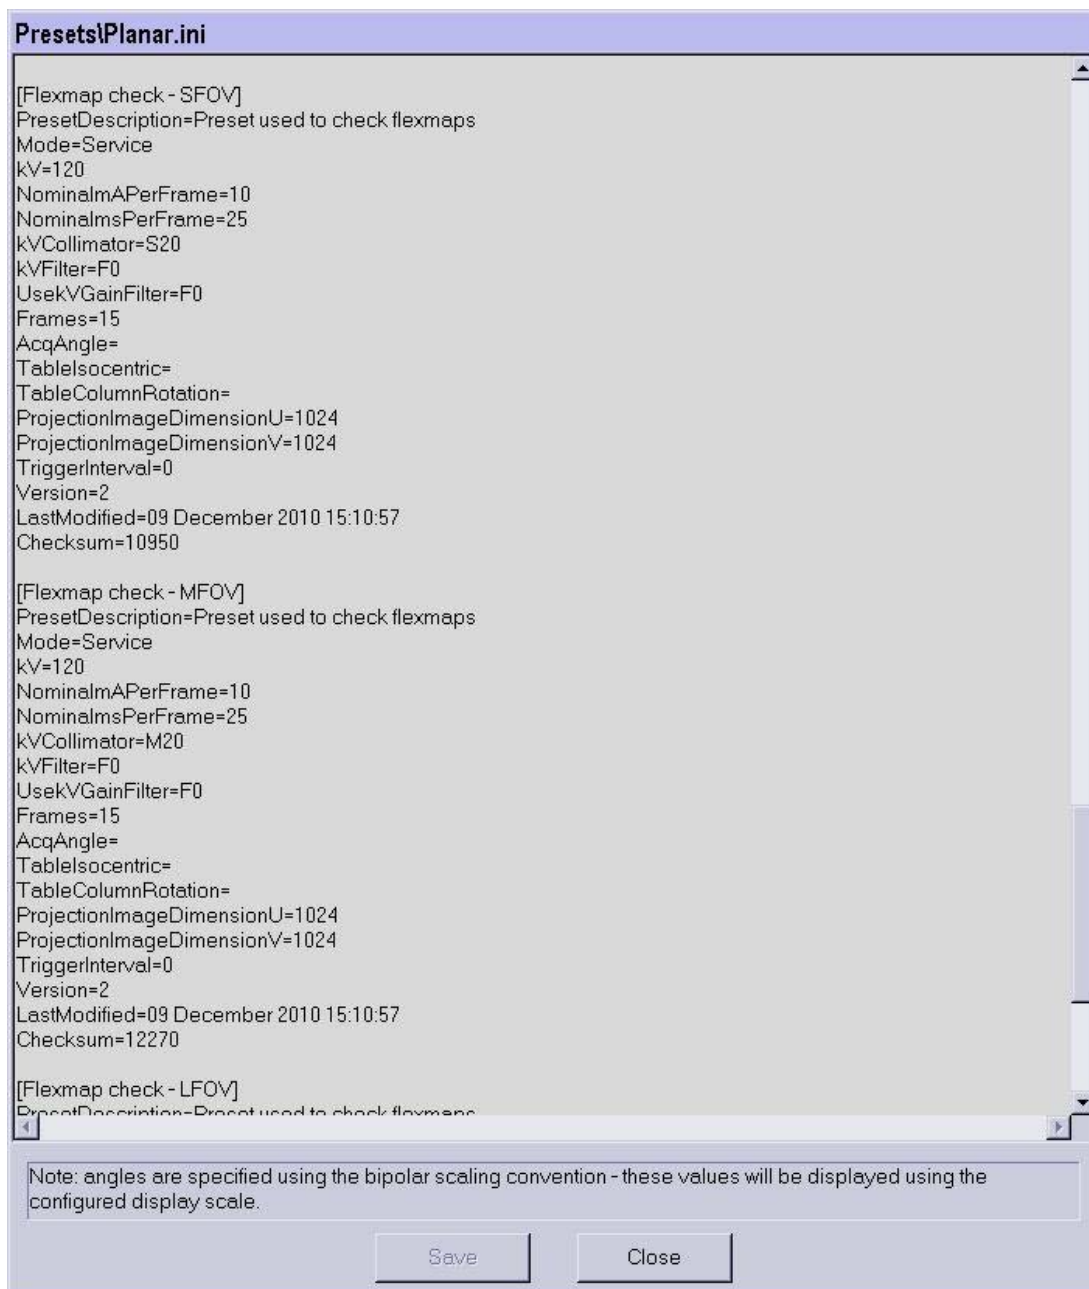 Presets\Planar.ini
[Flexmap check - SFOV]
PresetDescription=Preset used to check flexmaps
Mode=Service
kV=120
NominalmAPerFrame=10
NominalmsPerFrame=25
kVCollimator=S20
kVFilter=F0
UsekVGainFilter=F0
Frames=15
AcqAngle=
TableIsocentric=
TableColumnRotation=
ProjectionImageDimensionU=1024
ProjectionImageDimensionV=1024
TriggerInterval=0
Version=2
LastModified=09 December 2010 15:10:57
Checksum=10950
[Flexmap check - MFOV]
PresetDescription=Preset used to check flexmaps
Mode=Service
kV=120
NominalmAPerFrame=10
NominalmsPerFrame=25
kVCollimator=M20
kVFilter=F0
UsekVGainFilter=F0
Frames=15
AcqAngle=
TableIsocentric=
TableColumnRotation=
ProjectionImageDimensionU=1024
ProjectionImageDimensionV=1024
TriggerInterval=0
Version=2
LastModified=09 December 2010 15:10:57
Checksum=12270
[Flexmap check - LFOV]
PresetDescription=Preset used to check flexmaps
Note: angles are specified using the bipolar scaling convention - these values will be displayed using the
configured display scale.
Save
Close